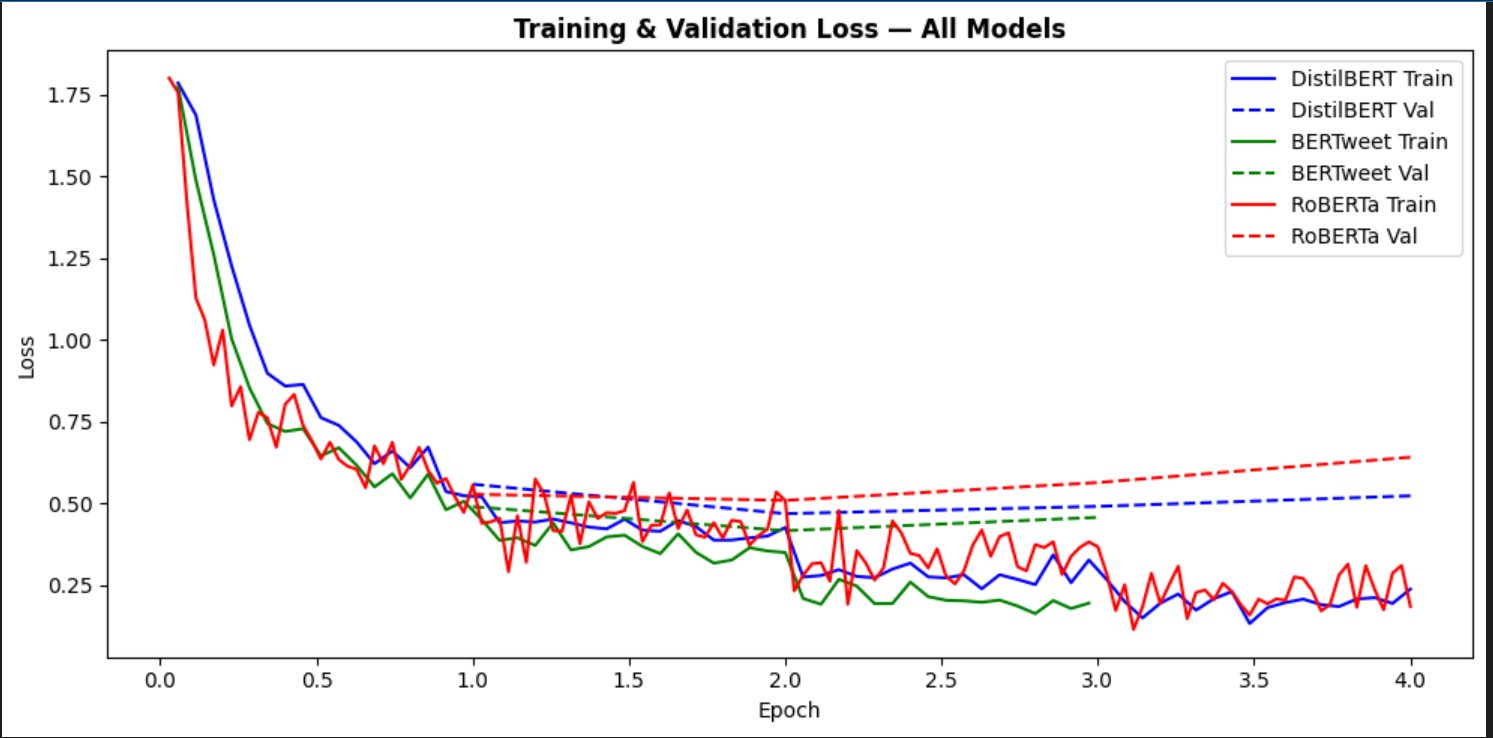 Training & Validation Loss — All Models
1.75
1.50
1.25
1.00
0.75
0.50
0.25
Loss
DistilBERT Train
DistilBERT Val
BERTweet Train
BERTweet Val
RoBERTa Train
RoBERTa Val
0.0 0.5 1.0 1.5 2.0 2.5 3.0 3.5 4.0
Epoch